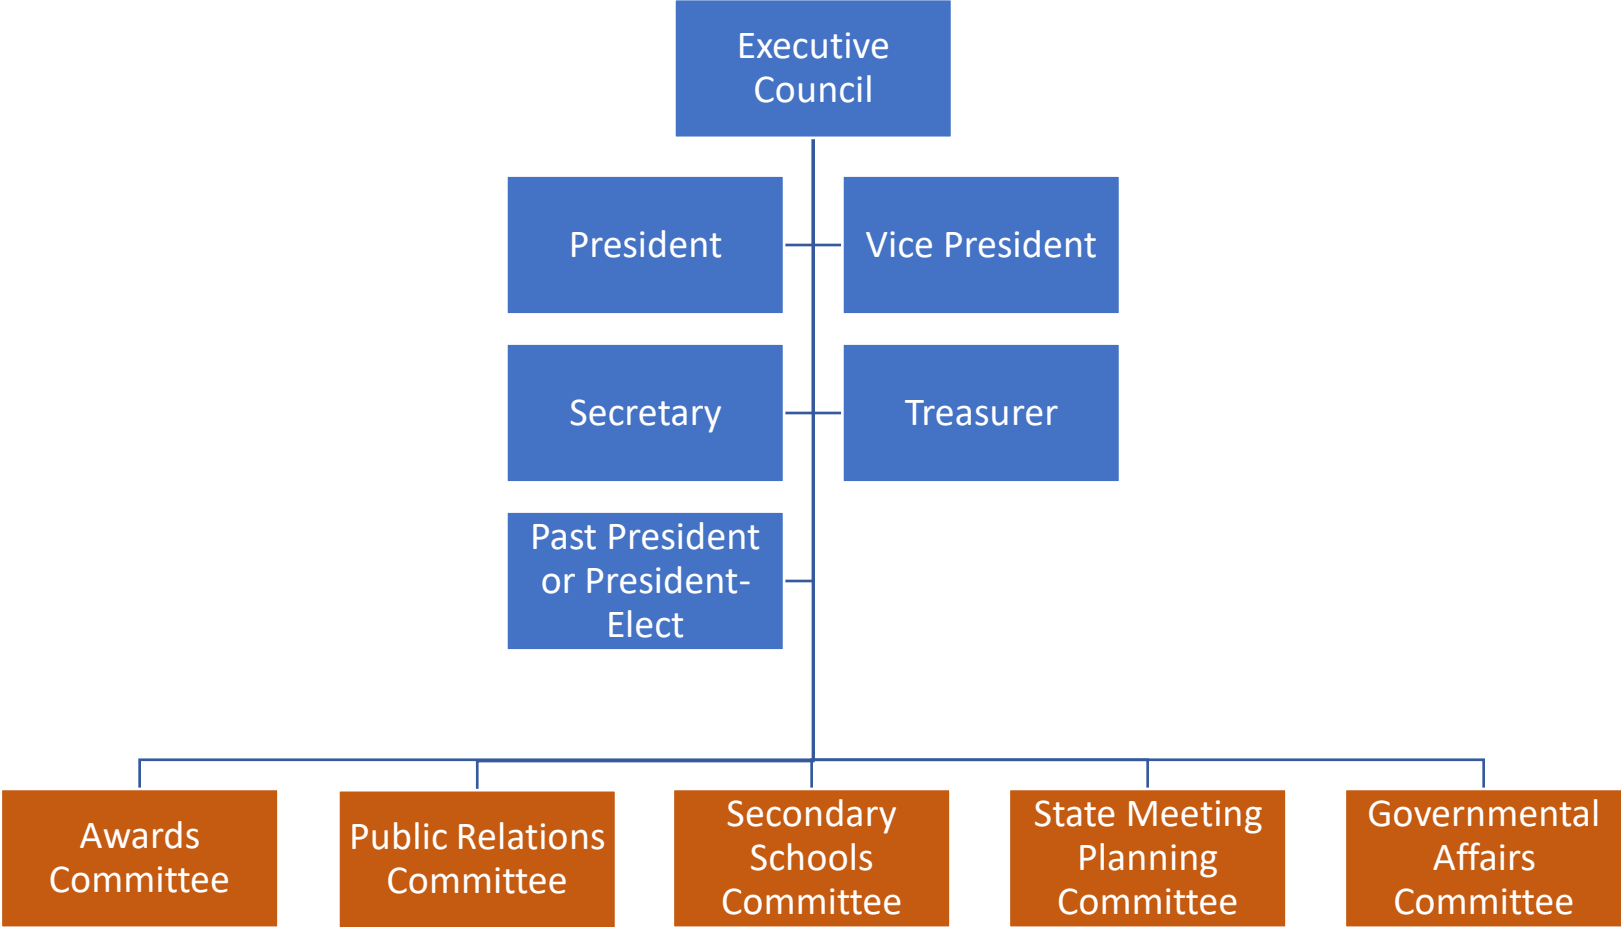 Executive
Council
President
Vice President
Secretary
Treasurer
Past President
or President-
Elect
Awards
Committee
Public Relations
Committee
Secondary
Schools
Committee
State Meeting
Planning
Committee
Governmental
Affairs
Committee